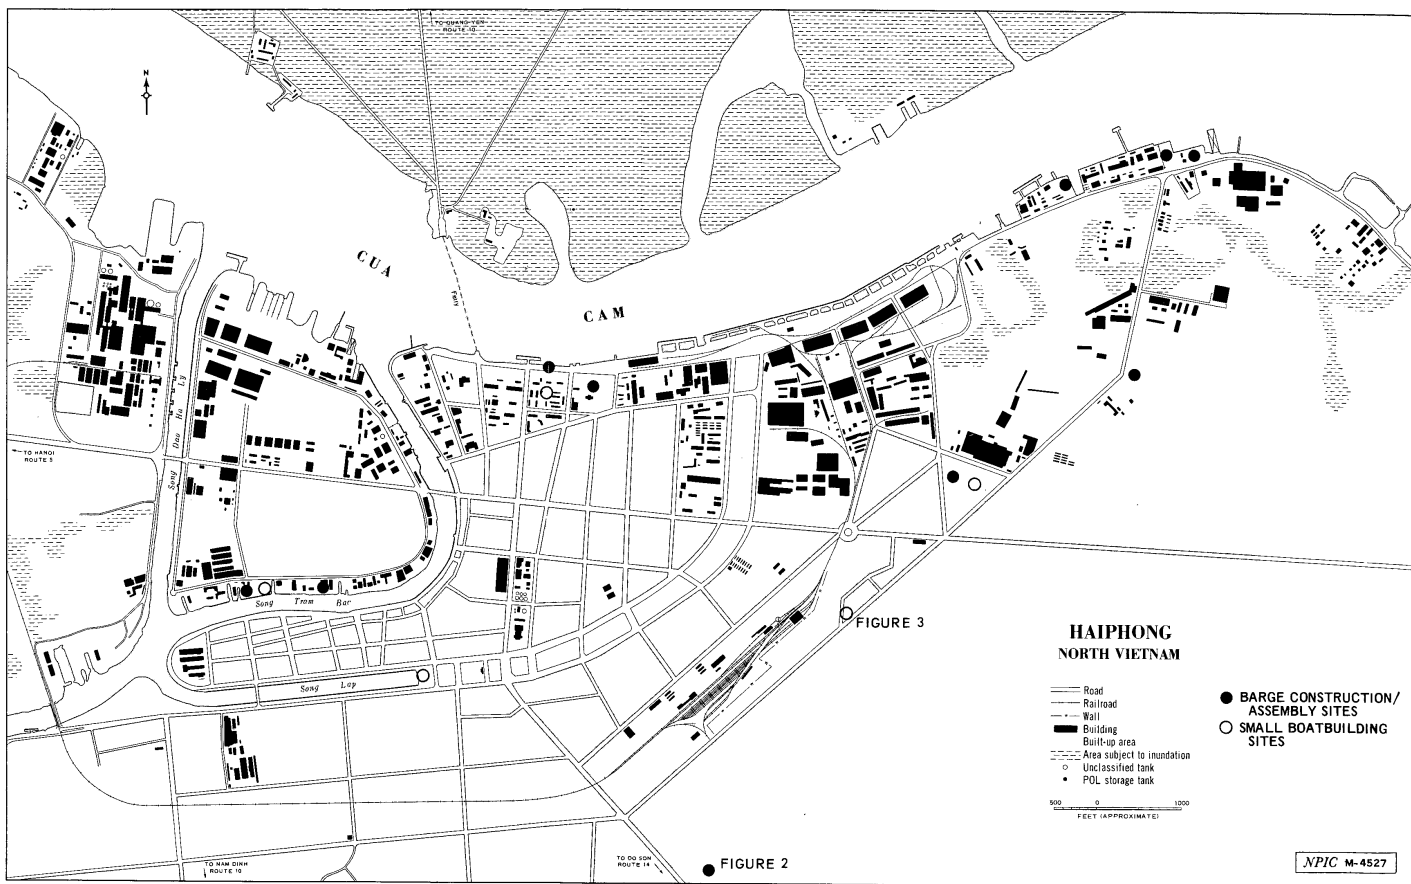 TO QUANG YEN
ROUTE 10
N
CUA
CAM
Ferry
Song Dao Ha Ly
TO HANOI
ROUTE 5
Song Tram Bac
Song Lap
FIGURE 3
HAIPHONG
NORTH VIETNAM
Road
Railroad
Wall
Building
Built-up area
Area subject to inundation
Unclassified tank
POL storage tank
500 0 1000
FEET (APPROXIMATE)
BARGE CONSTRUCTION/
ASSEMBLY SITES
SMALL BOATBUILDING
SITES
TO NAM DINH
ROUTE 10
TO DO SON
ROUTE 14
FIGURE 2
NPIC M-4527